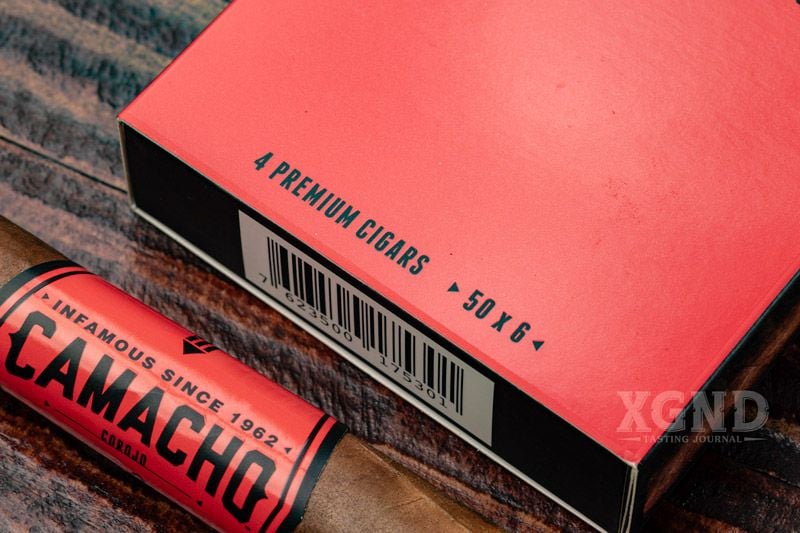 4 PREMIUM CIGARS
50 x 6
7 623500 175301
INFAMOUS SINCE 1962
CAMACHO
COROJO
XGND
TASTING JOURNAL